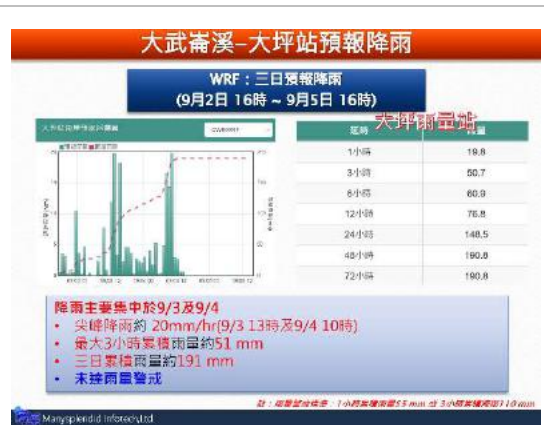 大武崙溪–大坪站預報降雨
WRF：三日預報降雨
(9月2日 16時 ~ 9月5日 16時)
大坪雨量站
延時
1小時 19.8
3小時 50.7
6小時 60.9
12小時 76.8
24小時 148.5
48小時 190.8
72小時 190.8
降雨主要集中於9/3及9/4
• 尖峰降雨約 20mm/hr(9/3 13時及9/4 10時)
• 最大3小時累積雨量約51 mm
• 三日累積雨量約191 mm
• 未達雨量警戒
Manysplendid Infotech,Ltd